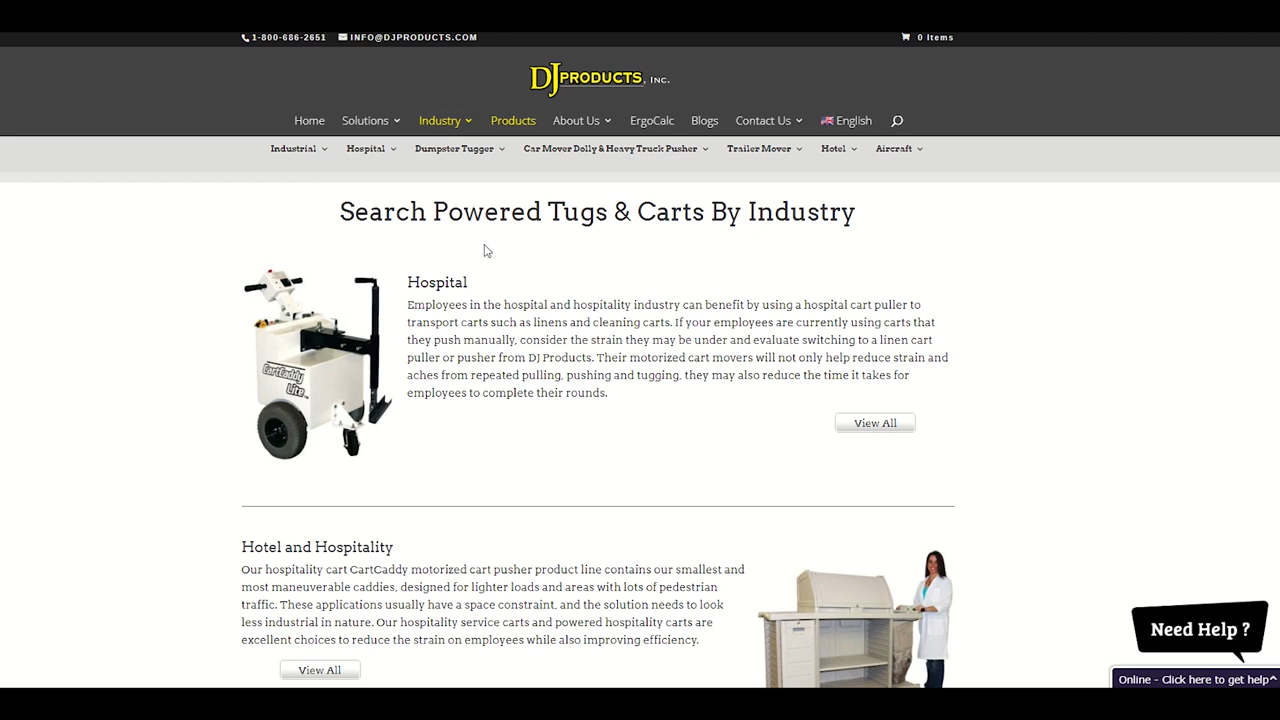 1-800-686-2651 INFO@DJPRODUCTS.COM 0 Items
DJPRODUCTS, INC.
Home Solutions Industry Products About Us ErgoCalc Blogs Contact Us English
Industrial Hospital Dumpster Tugger Car Mover Dolly & Heavy Truck Pusher Trailer Mover Hotel Aircraft
Search Powered Tugs & Carts By Industry
Hospital
Employees in the hospital and hospitality industry can benefit by using a hospital cart puller to
transport carts such as linens and cleaning carts. If your employees are currently using carts that
they push manually, consider the strain they may be under and evaluate switching to a linen cart
puller or pusher from DJ Products. Their motorized cart movers will not only help reduce strain and
aches from repeated pulling, pushing and tugging, they may also reduce the time it takes for
employees to complete their rounds.
CartCaddy
Lite
View All
Hotel and Hospitality
Our hospitality cart CartCaddy motorized cart pusher product line contains our smallest and
most maneuverable caddies, designed for lighter loads and areas with lots of pedestrian
traffic. These applications usually have a space constraint, and the solution needs to look
less industrial in nature. Our hospitality service carts and powered hospitality carts are
excellent choices to reduce the strain on employees while also improving efficiency.
View All
Need Help ?
Online - Click here to get help